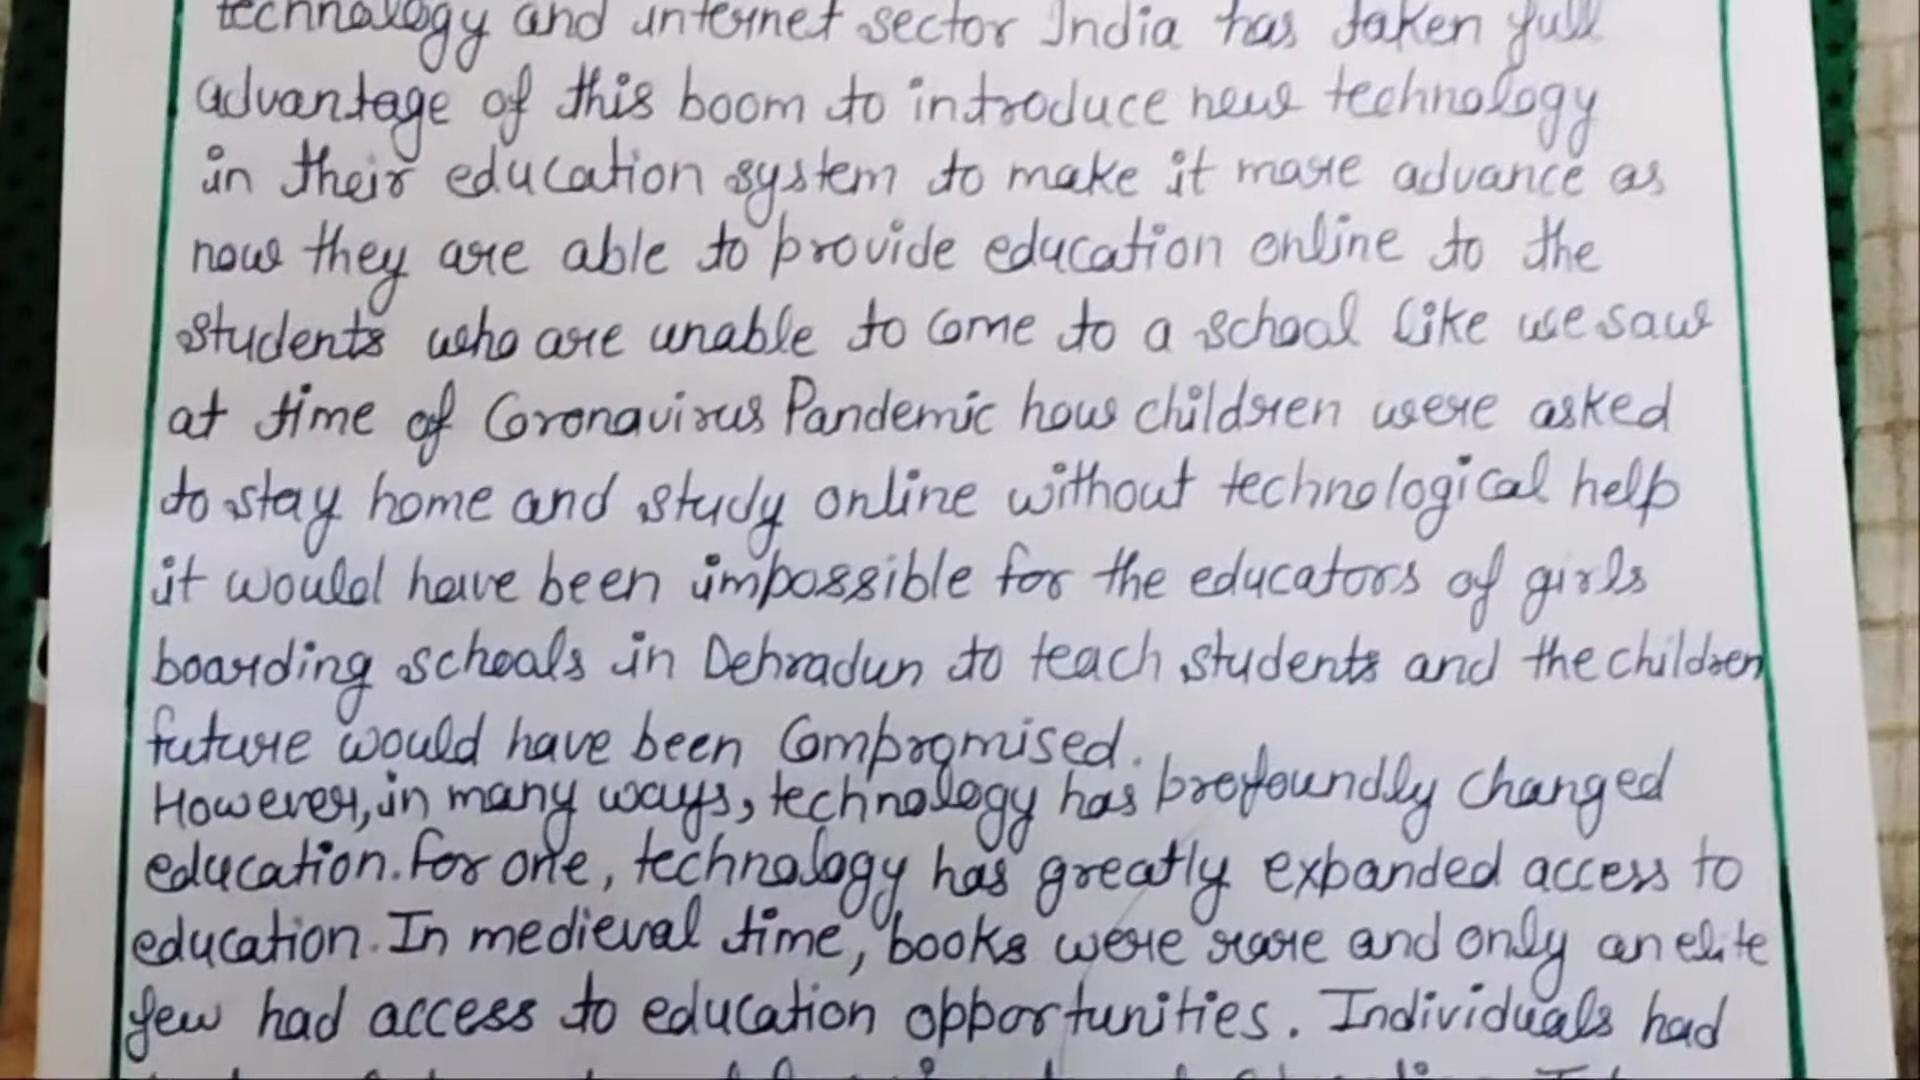 technology and internet sector India has taken full
advantage of this boom to introduce new technology
in their education system to make it more advance as
now they are able to provide education online to the
students who are unable to come to a school like we saw
at time of Coronavirus Pandemic how children were asked
to stay home and study online without technological help
it would have been impossible for the educators of girls
boarding schools in Dehradun to teach students and the children
future would have been Compromised.
However, in many ways, technology has profoundly changed
education. For one, technology has greatly expanded access to
education. In medieval time, books were rare and only an elite
few had access to education opportunities. Individuals had